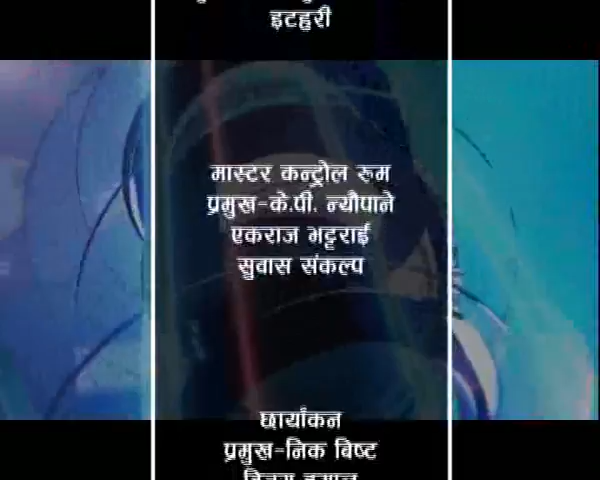 इटहरी
मास्टर कन्ट्रोल रुम
प्रमुख-के.पी. न्यौपाने
एकराज भट्टराई
सुवास संकल्प
छायांकन
प्रमुख-निक बिष्ट